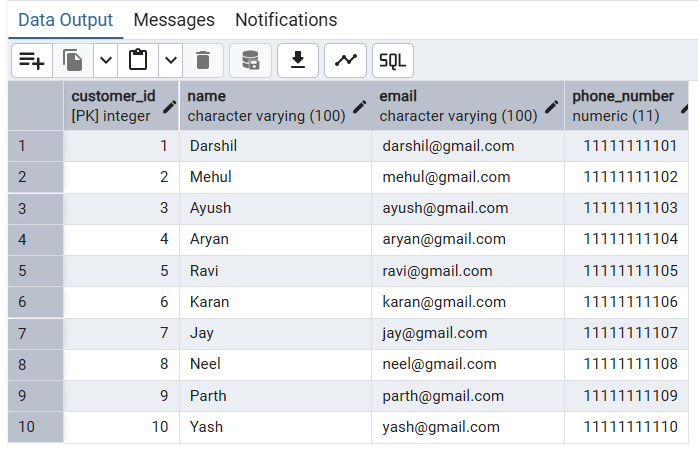 Data Output Messages Notifications
SQL
customer_id name email phone_number
[PK] integer character varying (100) character varying (100) numeric (11)
1 1 Darshil darshil@gmail.com 11111111101
2 2 Mehul mehul@gmail.com 11111111102
3 3 Ayush ayush@gmail.com 11111111103
4 4 Aryan aryan@gmail.com 11111111104
5 5 Ravi ravi@gmail.com 11111111105
6 6 Karan karan@gmail.com 11111111106
7 7 Jay jay@gmail.com 11111111107
8 8 Neel neel@gmail.com 11111111108
9 9 Parth parth@gmail.com 11111111109
10 10 Yash yash@gmail.com 11111111110